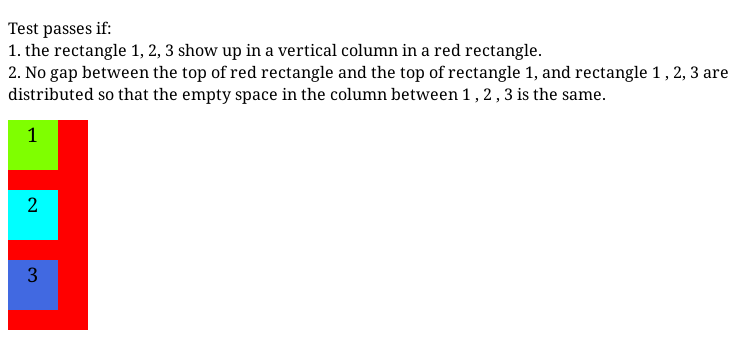 Test passes if:
1. the rectangle 1, 2, 3 show up in a vertical column in a red rectangle.
2. No gap between the top of red rectangle and the top of rectangle 1, and rectangle 1 , 2, 3 are
distributed so that the empty space in the column between 1 , 2 , 3 is the same.
1
2
3